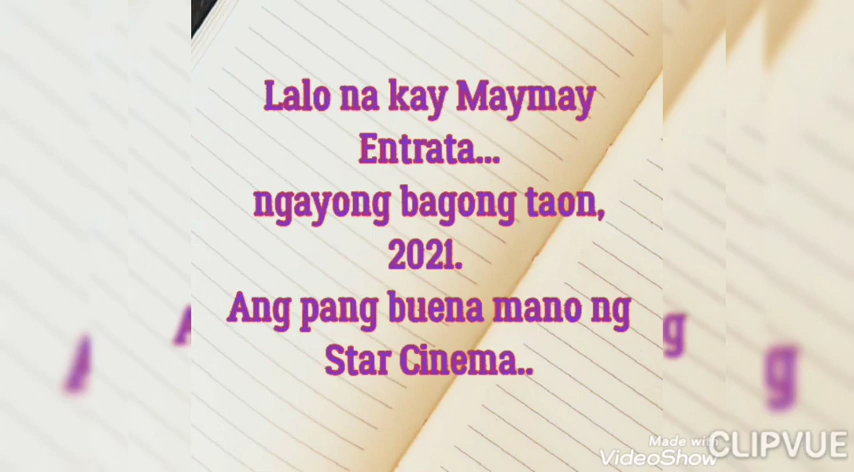 Lalo na kay Maymay
Entrata...
ngayong bagong taon,
2021.
Ang pang buena mano ng
Star Cinema..
A
A
g
g
Made with
VideoShow
CLIPVUE